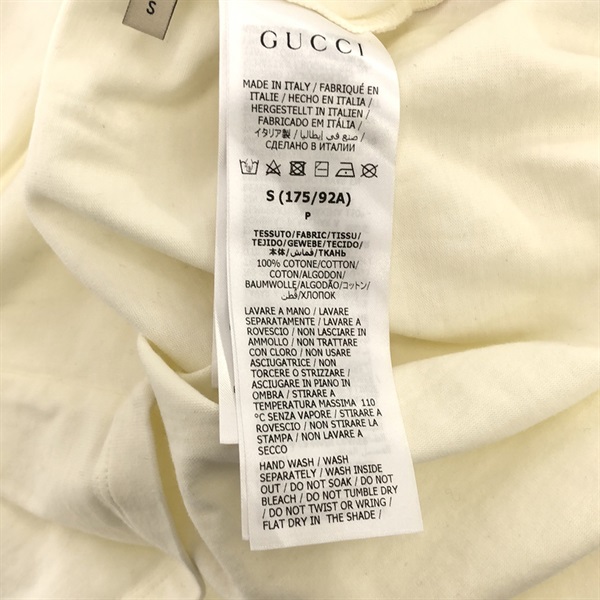 S
GUCCI
MADE IN ITALY / FABRIQUÉ EN
ITALIE / HECHO EN ITALIA /
HERGESTELLT IN ITALIEN /
FABRICADO EM ITÁLIA /
イタリア製 / صنع في إيطاليا /
СДЕЛАНО В ИТАЛИИ
S (175/92A)
P
TESSUTO/FABRIC/TISSU/
TEJIDO/GEWEBE/TECIDO/
本体/قماش/ТКАНЬ
100% COTONE/COTTON/
COTON/ALGODON/
BAUMWOLLE/ALGODÃO/コットン/
قطن/ХЛОПОК
LAVARE A MANO / LAVARE
SEPARATAMENTE / LAVARE A
ROVESCIO / NON LASCIARE IN
AMMOLLO / NON TRATTARE
CON CLORO / NON USARE
ASCIUGATRICE / NON
TORCERE O STRIZZARE /
ASCIUGARE IN PIANO IN
OMBRA / STIRARE A
TEMPERATURA MASSIMA 110
°C SENZA VAPORE / STIRARE A
ROVESCIO / NON STIRARE LA
STAMPA / NON LAVARE A
SECCO
HAND WASH / WASH
SEPARATELY / WASH INSIDE
OUT / DO NOT SOAK / DO NOT
BLEACH / DO NOT TUMBLE DRY
/ DO NOT TWIST OR WRING /
FLAT DRY IN THE SHADE /